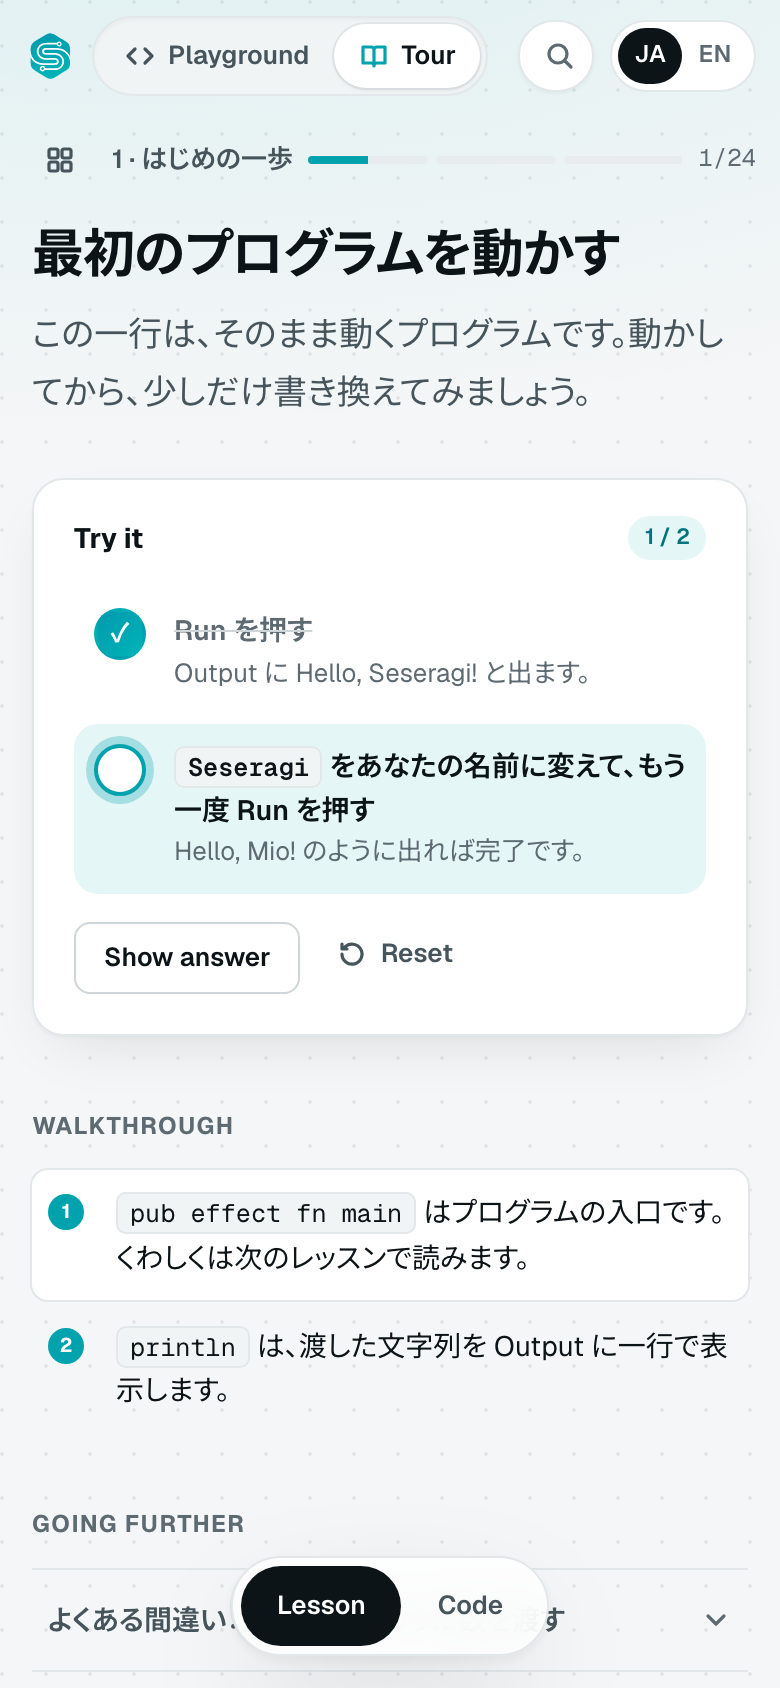 Playground
Tour
JA
EN
1 · はじめの一歩
1/24
最初のプログラムを動かす
この一行は、そのまま動くプログラムです。動かし
てから、少しだけ書き換えてみましょう。
Try it
1 / 2
Run を押す
Output に Hello, Seseragi! と出ます。
Seseragi をあなたの名前に変えて、もう
一度 Run を押す
Hello, Mio! のように出れば完了です。
Show answer
Reset
WALKTHROUGH
1 pub effect fn main はプログラムの入口です。
くわしくは次のレッスンで読みます。
2 println は、渡した文字列を Output に一行で表
示します。
GOING FURTHER
よくある間違い
す
Lesson
Code